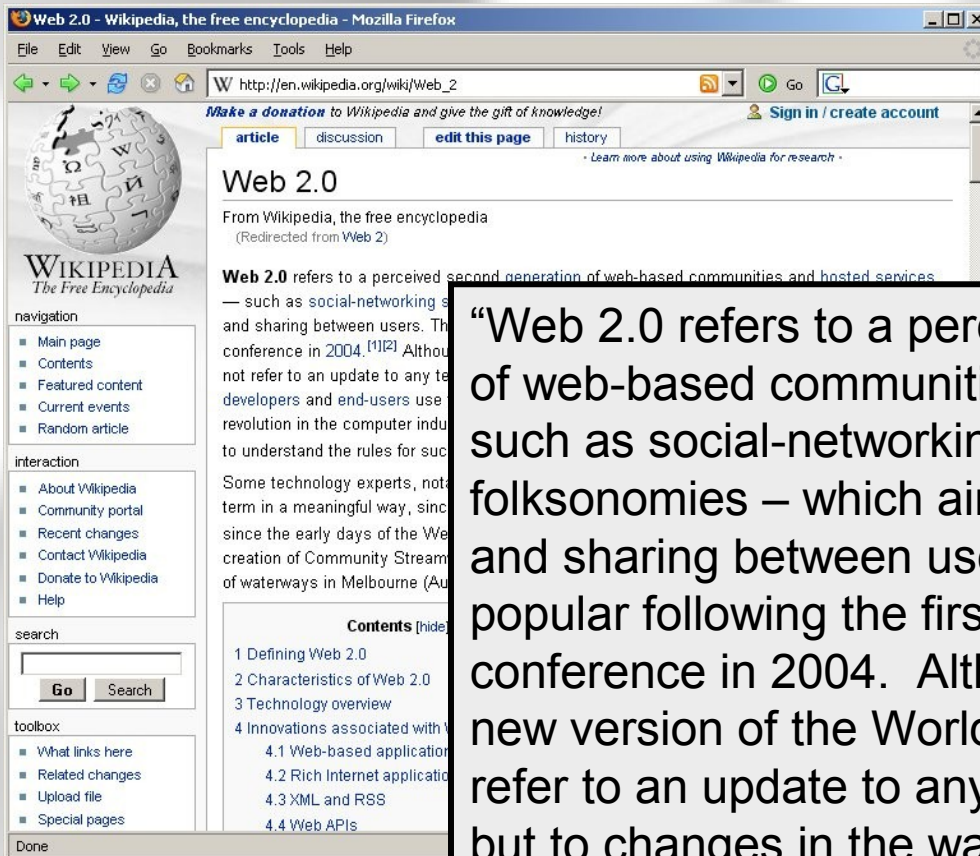 Web 2.0 - Wikipedia, the free encyclopedia - Mozilla Firefox
File Edit View Go Bookmarks Tools Help
W http://en.wikipedia.org/wiki/Web_2
Go
G
Make a donation to Wikipedia and give the gift of knowledge!
Sign in / create account
article discussion edit this page history
- Learn more about using Wikipedia for research -
Web 2.0
From Wikipedia, the free encyclopedia
(Redirected from Web 2)
Web 2.0 refers to a perceived second generation of web-based communities and hosted services
— such as social-networking s
and sharing between users. Th
conference in 2004.[1][2] Althou
not refer to an update to any te
developers and end-users use
revolution in the computer indu
to understand the rules for suc
Some technology experts, nota
term in a meaningful way, sinc
since the early days of the We
creation of Community Stream
of waterways in Melbourne (Au
Contents [hide]
1 Defining Web 2.0
2 Characteristics of Web 2.0
3 Technology overview
4 Innovations associated with
4.1 Web-based application
4.2 Rich Internet applicatio
4.3 XML and RSS
4.4 Web APIs
Ω
W
И
祖
WIKIPEDIA
The Free Encyclopedia
navigation
Main page
Contents
Featured content
Current events
Random article
interaction
About Wikipedia
Community portal
Recent changes
Contact Wikipedia
Donate to Wikipedia
Help
search
Go Search
toolbox
What links here
Related changes
Upload file
Special pages
Done
“Web 2.0 refers to a per
of web-based communiti
such as social-networkin
folksonomies – which ai
and sharing between use
popular following the firs
conference in 2004. Alt
new version of the World
refer to an update to any
but to changes in the wa